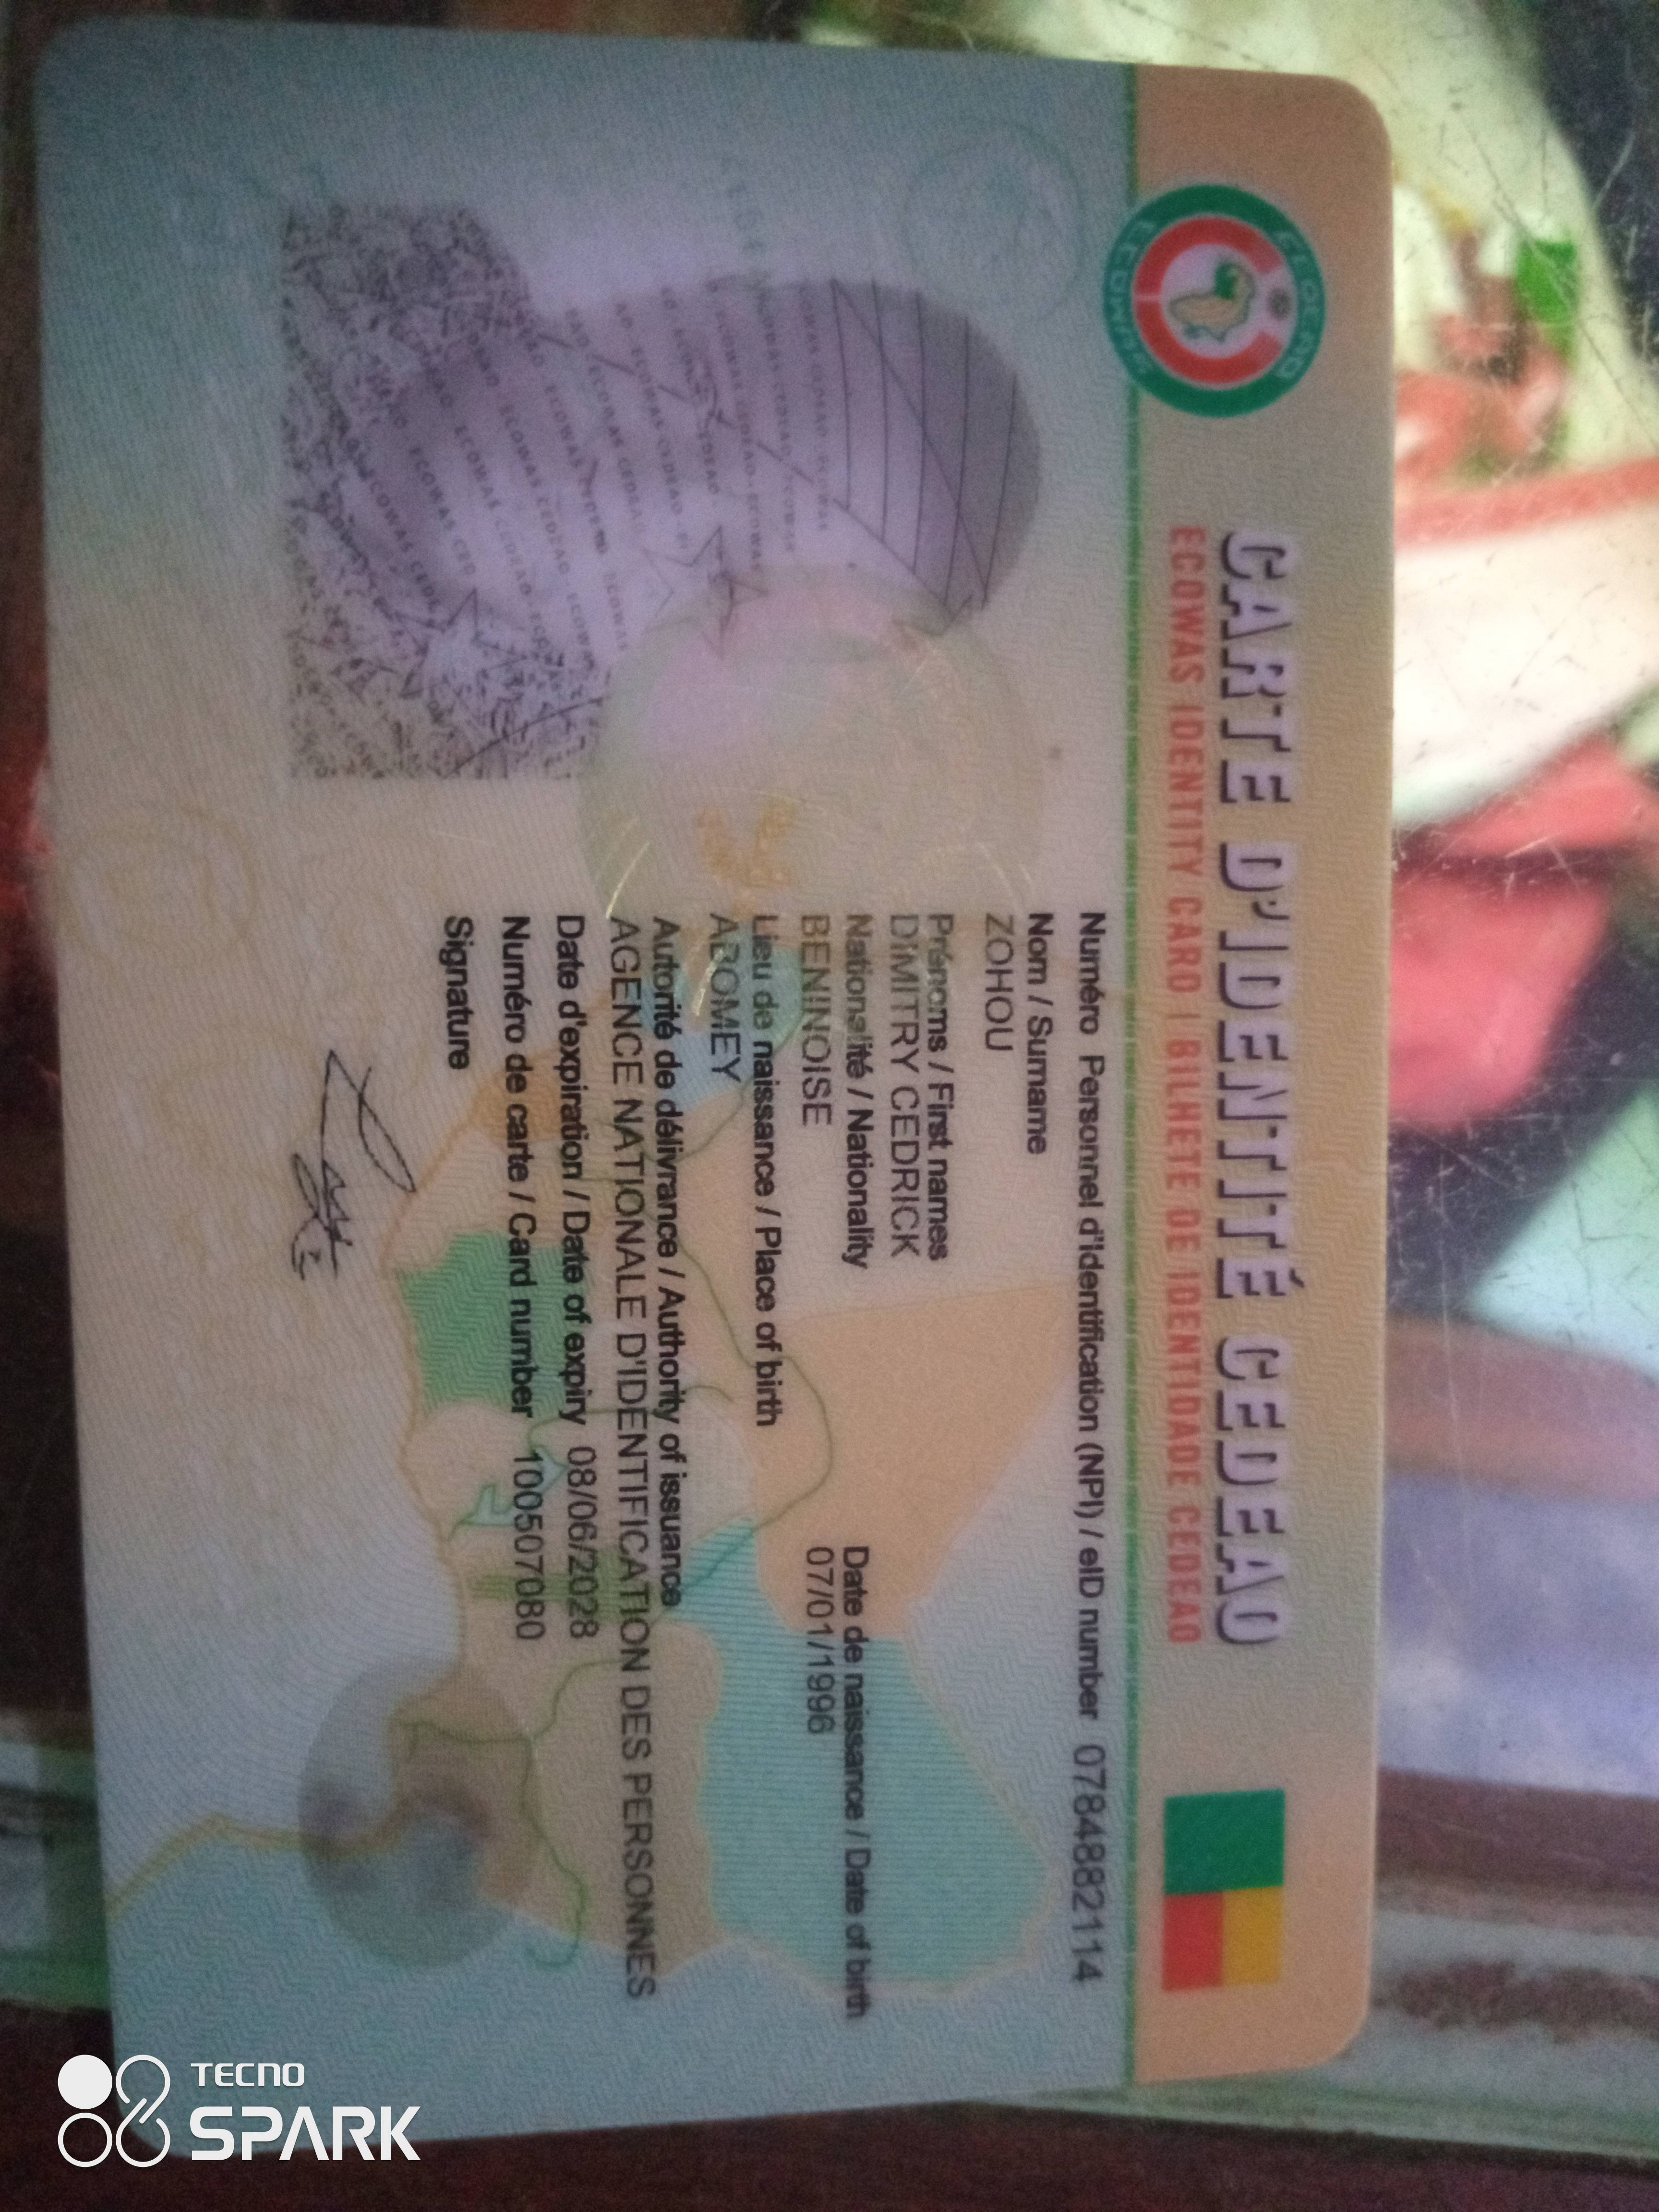 CARTE D'IDENTITÉ CEDEAO
ECOWAS IDENTITY CARD | BILHETE DE IDENTIDADE CEDEAO
Numéro Personnel d'Identification (NPI) / eID number 0784882114
Nom / Surname
ZOHOU
Prénoms / First names
DIMITRY CEDRICK
Nationalité / Nationality
BENINOISE
Date de naissance / Date of birth
07/01/1996
Lieu de naissance / Place of birth
ABOMEY
Autorité de délivrance / Authority of issuance
AGENCE NATIONALE D'IDENTIFICATION DES PERSONNES
Date d'expiration / Date of expiry 08/06/2028
Numéro de carte / Card number 100507080
Signature
TECNO
SPARK